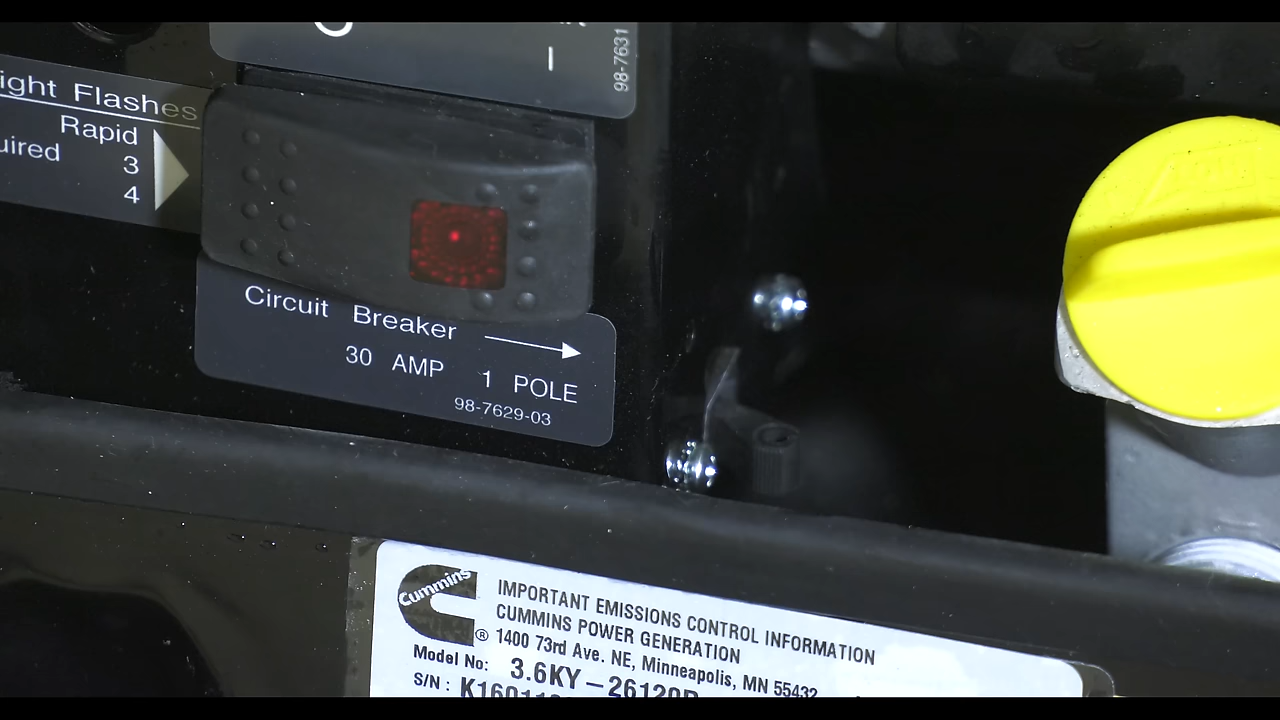 98-7631
ight Flashes
Rapid
uired 3
4
Circuit Breaker
30 AMP 1 POLE
98-7629-03
Cummins
®
IMPORTANT EMISSIONS CONTROL INFORMATION
CUMMINS POWER GENERATION
1400 73rd Ave. NE, Minneapolis, MN 55432
Model No: 3.6KY-26120
S/N : K1601